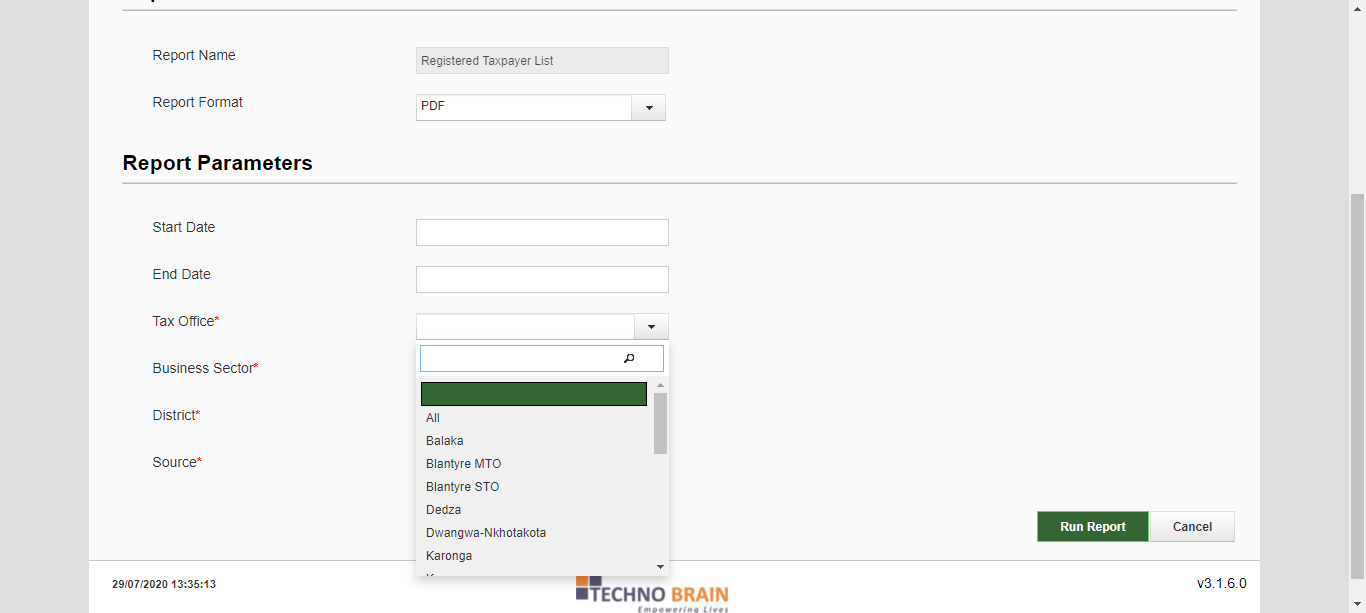 Report Name
Registered Taxpayer List
Report Format
PDF
Report Parameters
Start Date
End Date
Tax Office*
Business Sector*
District*
Source*
All
Balaka
Blantyre MTO
Blantyre STO
Dedza
Dwangwa-Nkhotakota
Karonga
Run Report
Cancel
29/07/2020 13:35:13
TECHNO BRAIN
Empowering Lives
v3.1.6.0